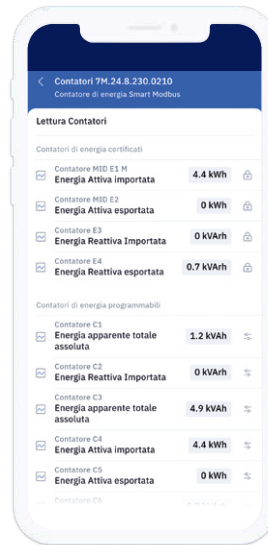 Contatori 7M.24.8.230.0210
Contatore di energia Smart Modbus
Lettura Contatori
Contatori di energia certificati
Contatore MID E1 M
Energia Attiva importata
4.4 kWh
Contatore MID E2
Energia Attiva esportata
0 kWh
Contatore E3
Energia Reattiva Importata
0 kVArh
Contatore E4
Energia Reattiva esportata
0.7 kVArh
Contatori di energia programmabili
Contatore C1
Energia apparente totale
assoluta
1.2 kVAh
Contatore C2
Energia Reattiva Importata
0 kVArh
Contatore C3
Energia apparente totale
assoluta
4.9 kVAh
Contatore C4
Energia Attiva importata
4.4 kWh
Contatore C5
Energia Attiva esportata
0 kWh
Contatore C6